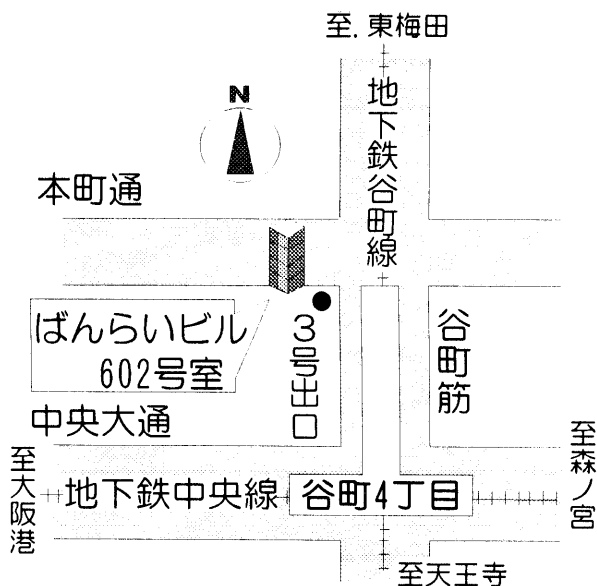 至.東梅田
N
地下鉄谷町線
本町通
ばんらいビル
602号室
3号出口
谷町筋
中央大通
至大阪港
地下鉄中央線
谷町4丁目
至森ノ宮
至天王寺